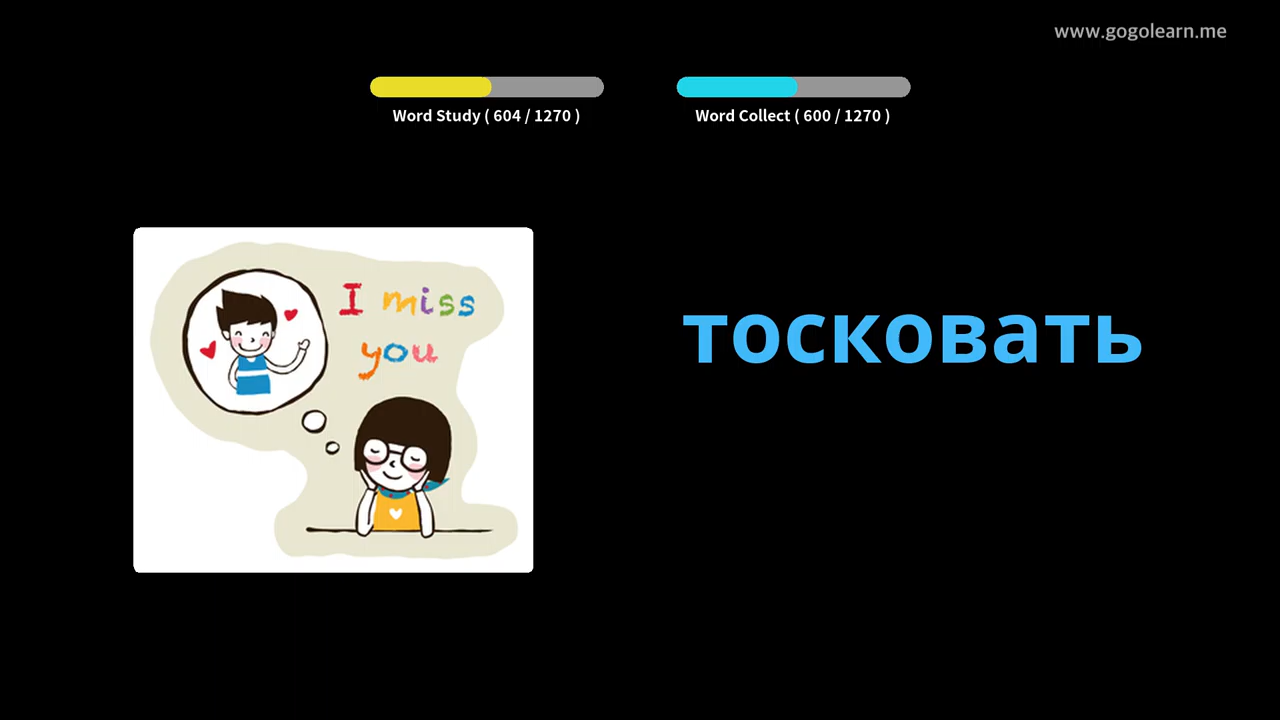 www.gogolearn.me
Word Study ( 604 / 1270 )
Word Collect ( 600 / 1270 )
I miss
you
тосковать